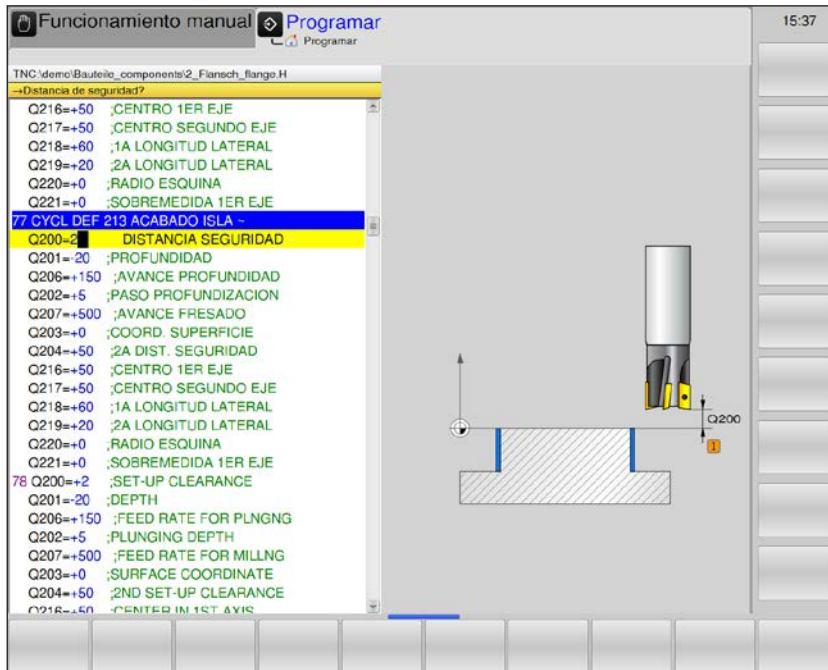 Funcionamiento manual
Programar
Programar
15:37
TNC:\demo\Bauteile_components\2_Flansch_flange.H
→Distancia de seguridad?
Q216=+50 ;CENTRO 1ER EJE
Q217=+50 ;CENTRO SEGUNDO EJE
Q218=+60 ;1A LONGITUD LATERAL
Q219=+20 ;2A LONGITUD LATERAL
Q220=+0 ;RADIO ESQUINA
Q221=+0 ;SOBREMEDIDA 1ER EJE
77 CYCL DEF 213 ACABADO ISLA ~
Q200=2 DISTANCIA SEGURIDAD
Q201=-20 ;PROFUNDIDAD
Q206=+150 ;AVANCE PROFUNDIDAD
Q202=+5 ;PASO PROFUNDIZACION
Q207=+500 ;AVANCE FRESADO
Q203=+0 ;COORD. SUPERFICIE
Q204=+50 ;2A DIST. SEGURIDAD
Q216=+50 ;CENTRO 1ER EJE
Q217=+50 ;CENTRO SEGUNDO EJE
Q218=+60 ;1A LONGITUD LATERAL
Q219=+20 ;2A LONGITUD LATERAL
Q220=+0 ;RADIO ESQUINA
Q221=+0 ;SOBREMEDIDA 1ER EJE
78 Q200=+2 ;SET-UP CLEARANCE
Q201=-20 ;DEPTH
Q206=+150 ;FEED RATE FOR PLNGNG
Q202=+5 ;PLUNGING DEPTH
Q207=+500 ;FEED RATE FOR MILLNG
Q203=+0 ;SURFACE COORDINATE
Q204=+50 ;2ND SET-UP CLEARANCE
Q216=+50 ;CENTER IN 1ST AXIS
Q200
I